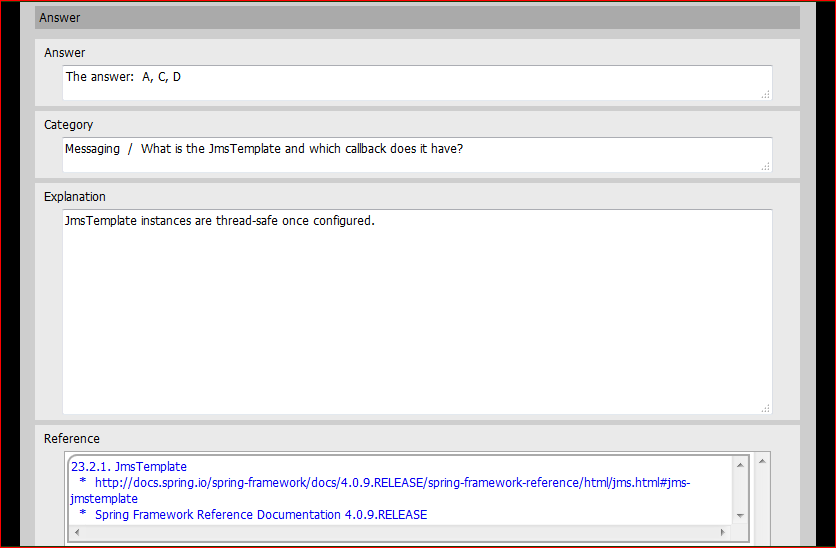 Answer
Answer
The answer:  A, C, D
Category
Messaging  /  What is the JmsTemplate and which callback does it have?
Explanation
JmsTemplate instances are thread-safe once configured.
Reference
23.2.1. JmsTemplate
*  http://docs.spring.io/spring-framework/docs/4.0.9.RELEASE/spring-framework-reference/html/jms.html#jms-
jmstemplate
*  Spring Framework Reference Documentation 4.0.9.RELEASE